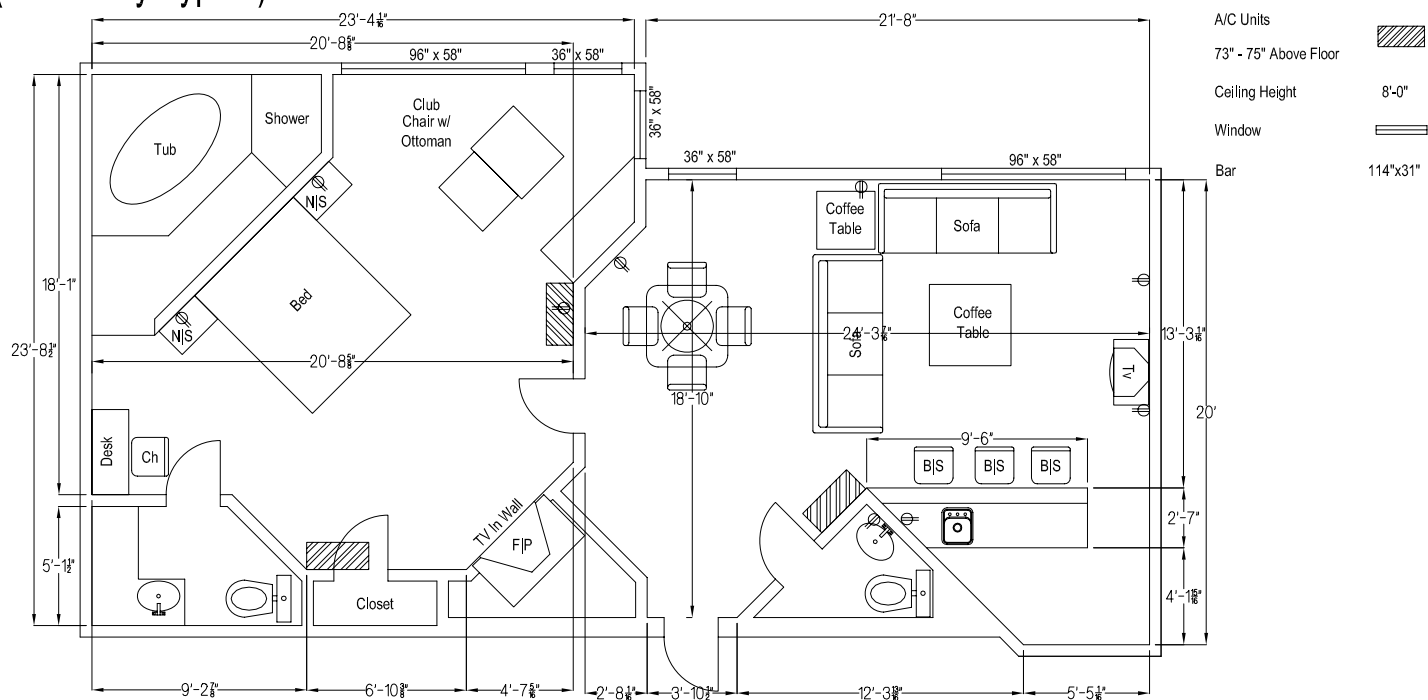 23'-4 1/16"
21'-8"
A/C Units
20'-8 5/8"
96" x 58"
36" x 58"
73" - 75" Above Floor
36" x 58"
Ceiling Height 8'-0"
Club
Chair w/
Ottoman
Shower
Tub
Window
36" x 58"
96" x 58"
Bar 114"x31"
N|S
Coffee
Table
Sofa
18'-1"
Bed
Coffee
Table
N|S
24'-3 7/16"
13'-3 1/16"
Sofa
23'-8 1/2"
20'-8 5/8"
Tv
18'-10"
20'
9'-6"
Desk
Ch
B|S
B|S
B|S
TV In Wall
2'-7"
F|P
5'-1 1/2"
4'-1 15/16"
Closet
9'-2 7/8"
6'-10 3/8"
4'-7 5/16"
2'-8 1/16"
3'-10 1/2"
12'-3 13/16"
5'-5 1/16"